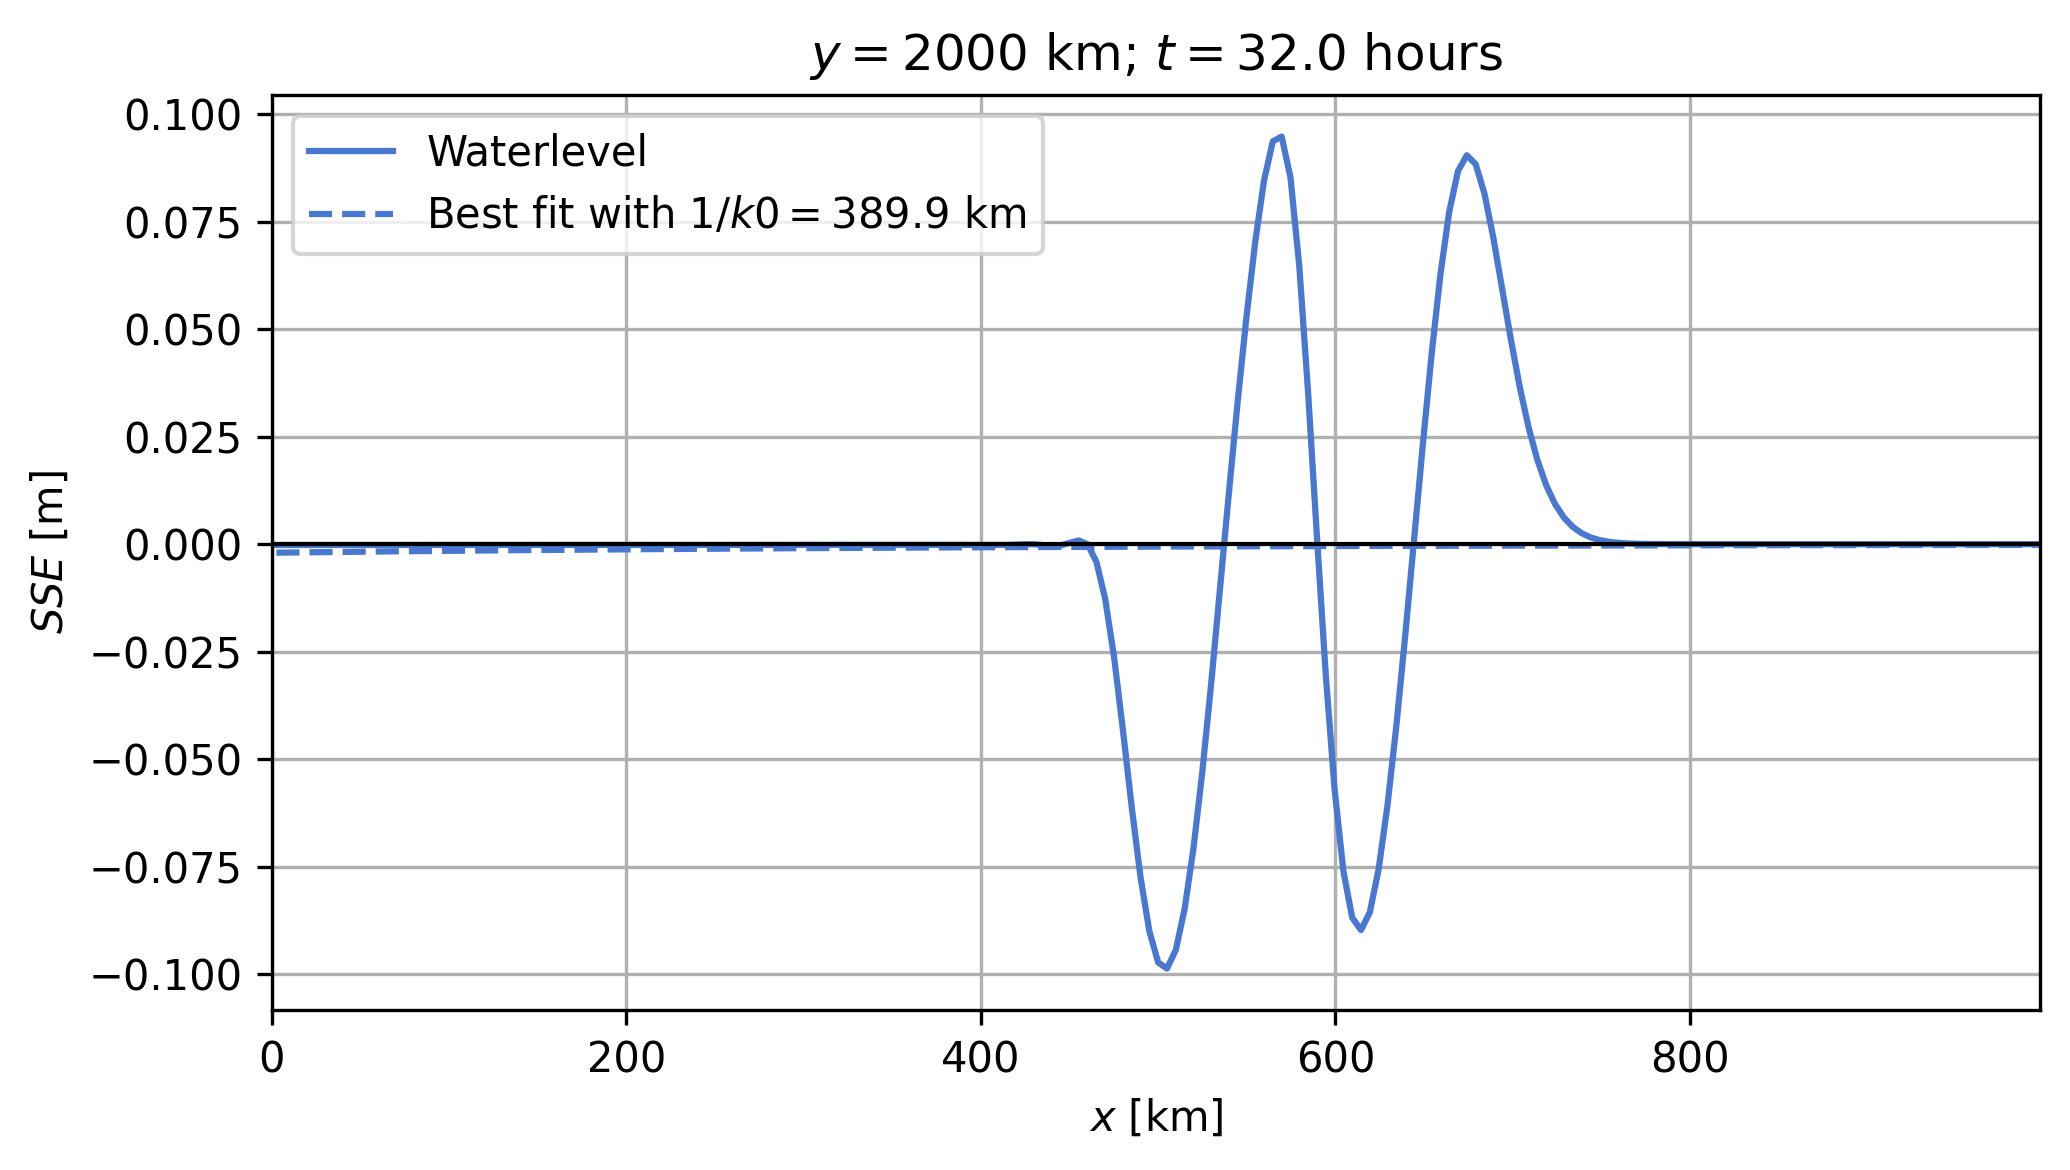 y = 2000 km; t = 32.0 hours
Waterlevel
Best fit with 1/k0 = 389.9 km
0.100
0.075
0.050
0.025
0.000
−0.025
−0.050
−0.075
−0.100
SSE [m]
0 200 400 600 800
x [km]